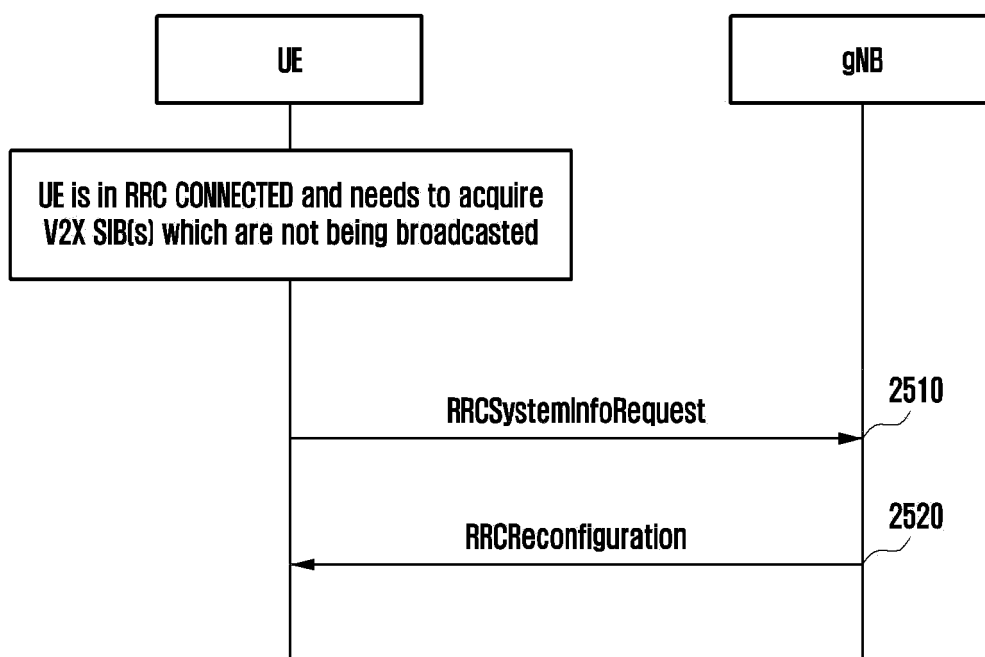 UE
gNB
UE is in RRC CONNECTED and needs to acquire
V2X SIB(s) which are not being broadcasted
2510
RRCSystemInfoRequest
2520
RRCReconfiguration